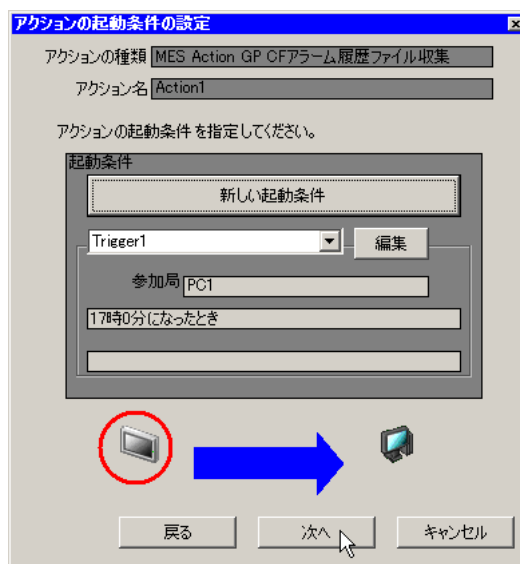 アクションの起動条件の設定
アクションの種類 MES Action GP CFアラーム履歴ファイル収集
アクション名 Action1
アクションの起動条件を指定してください。
起動条件
新しい起動条件
Trigger1 編集
参加局 PC1
17時0分になったとき
戻る 次へ キャンセル